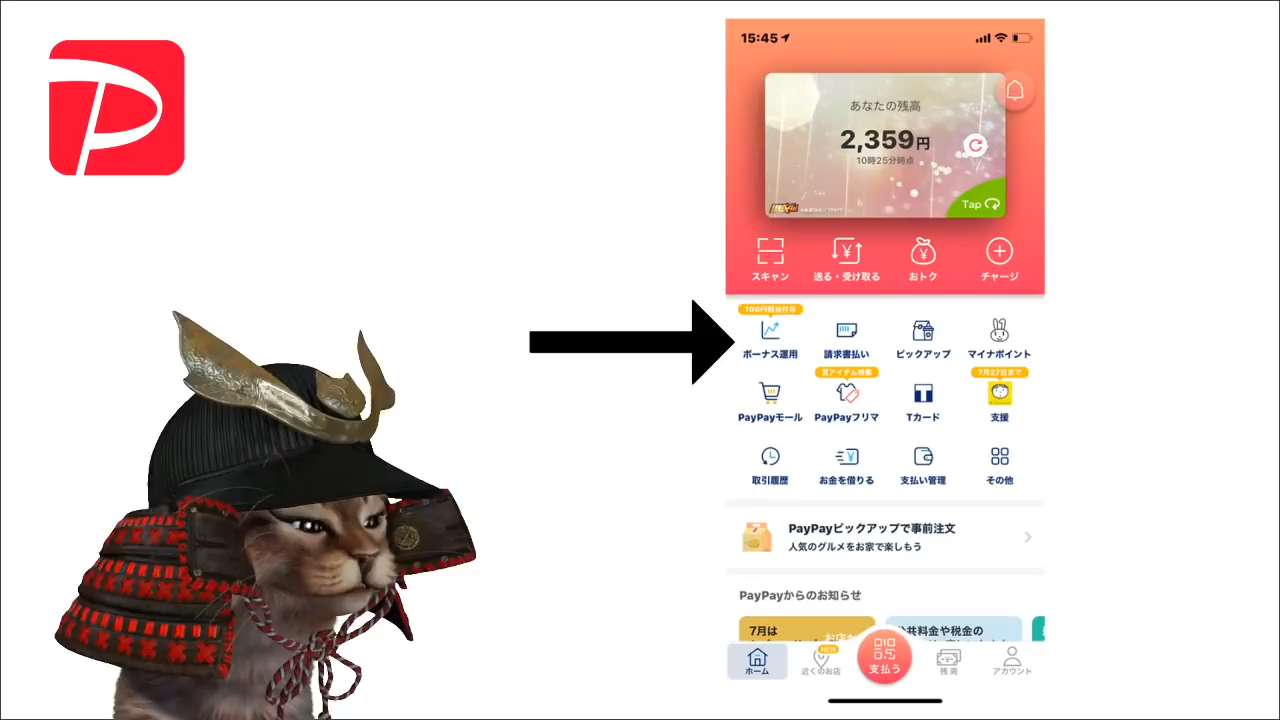 15:45
あなたの残高
2,359円
10時25分時点
Tap
スキャン
送る・受け取る
おトク
チャージ
100円相当付与
ボーナス運用
請求書払い
ピックアップ
マイナポイント
夏アイテム検索
7月27日まで
PayPayモール
PayPayフリマ
Tカード
支援
取引履歴
お金を借りる
支払い管理
その他
PayPayピックアップで事前注文
人気のグルメをお家で楽しもう
PayPayからのお知らせ
7月は
公共料金や税金の
NEW
ホーム
近くのお店
支払う
残高
アカウント